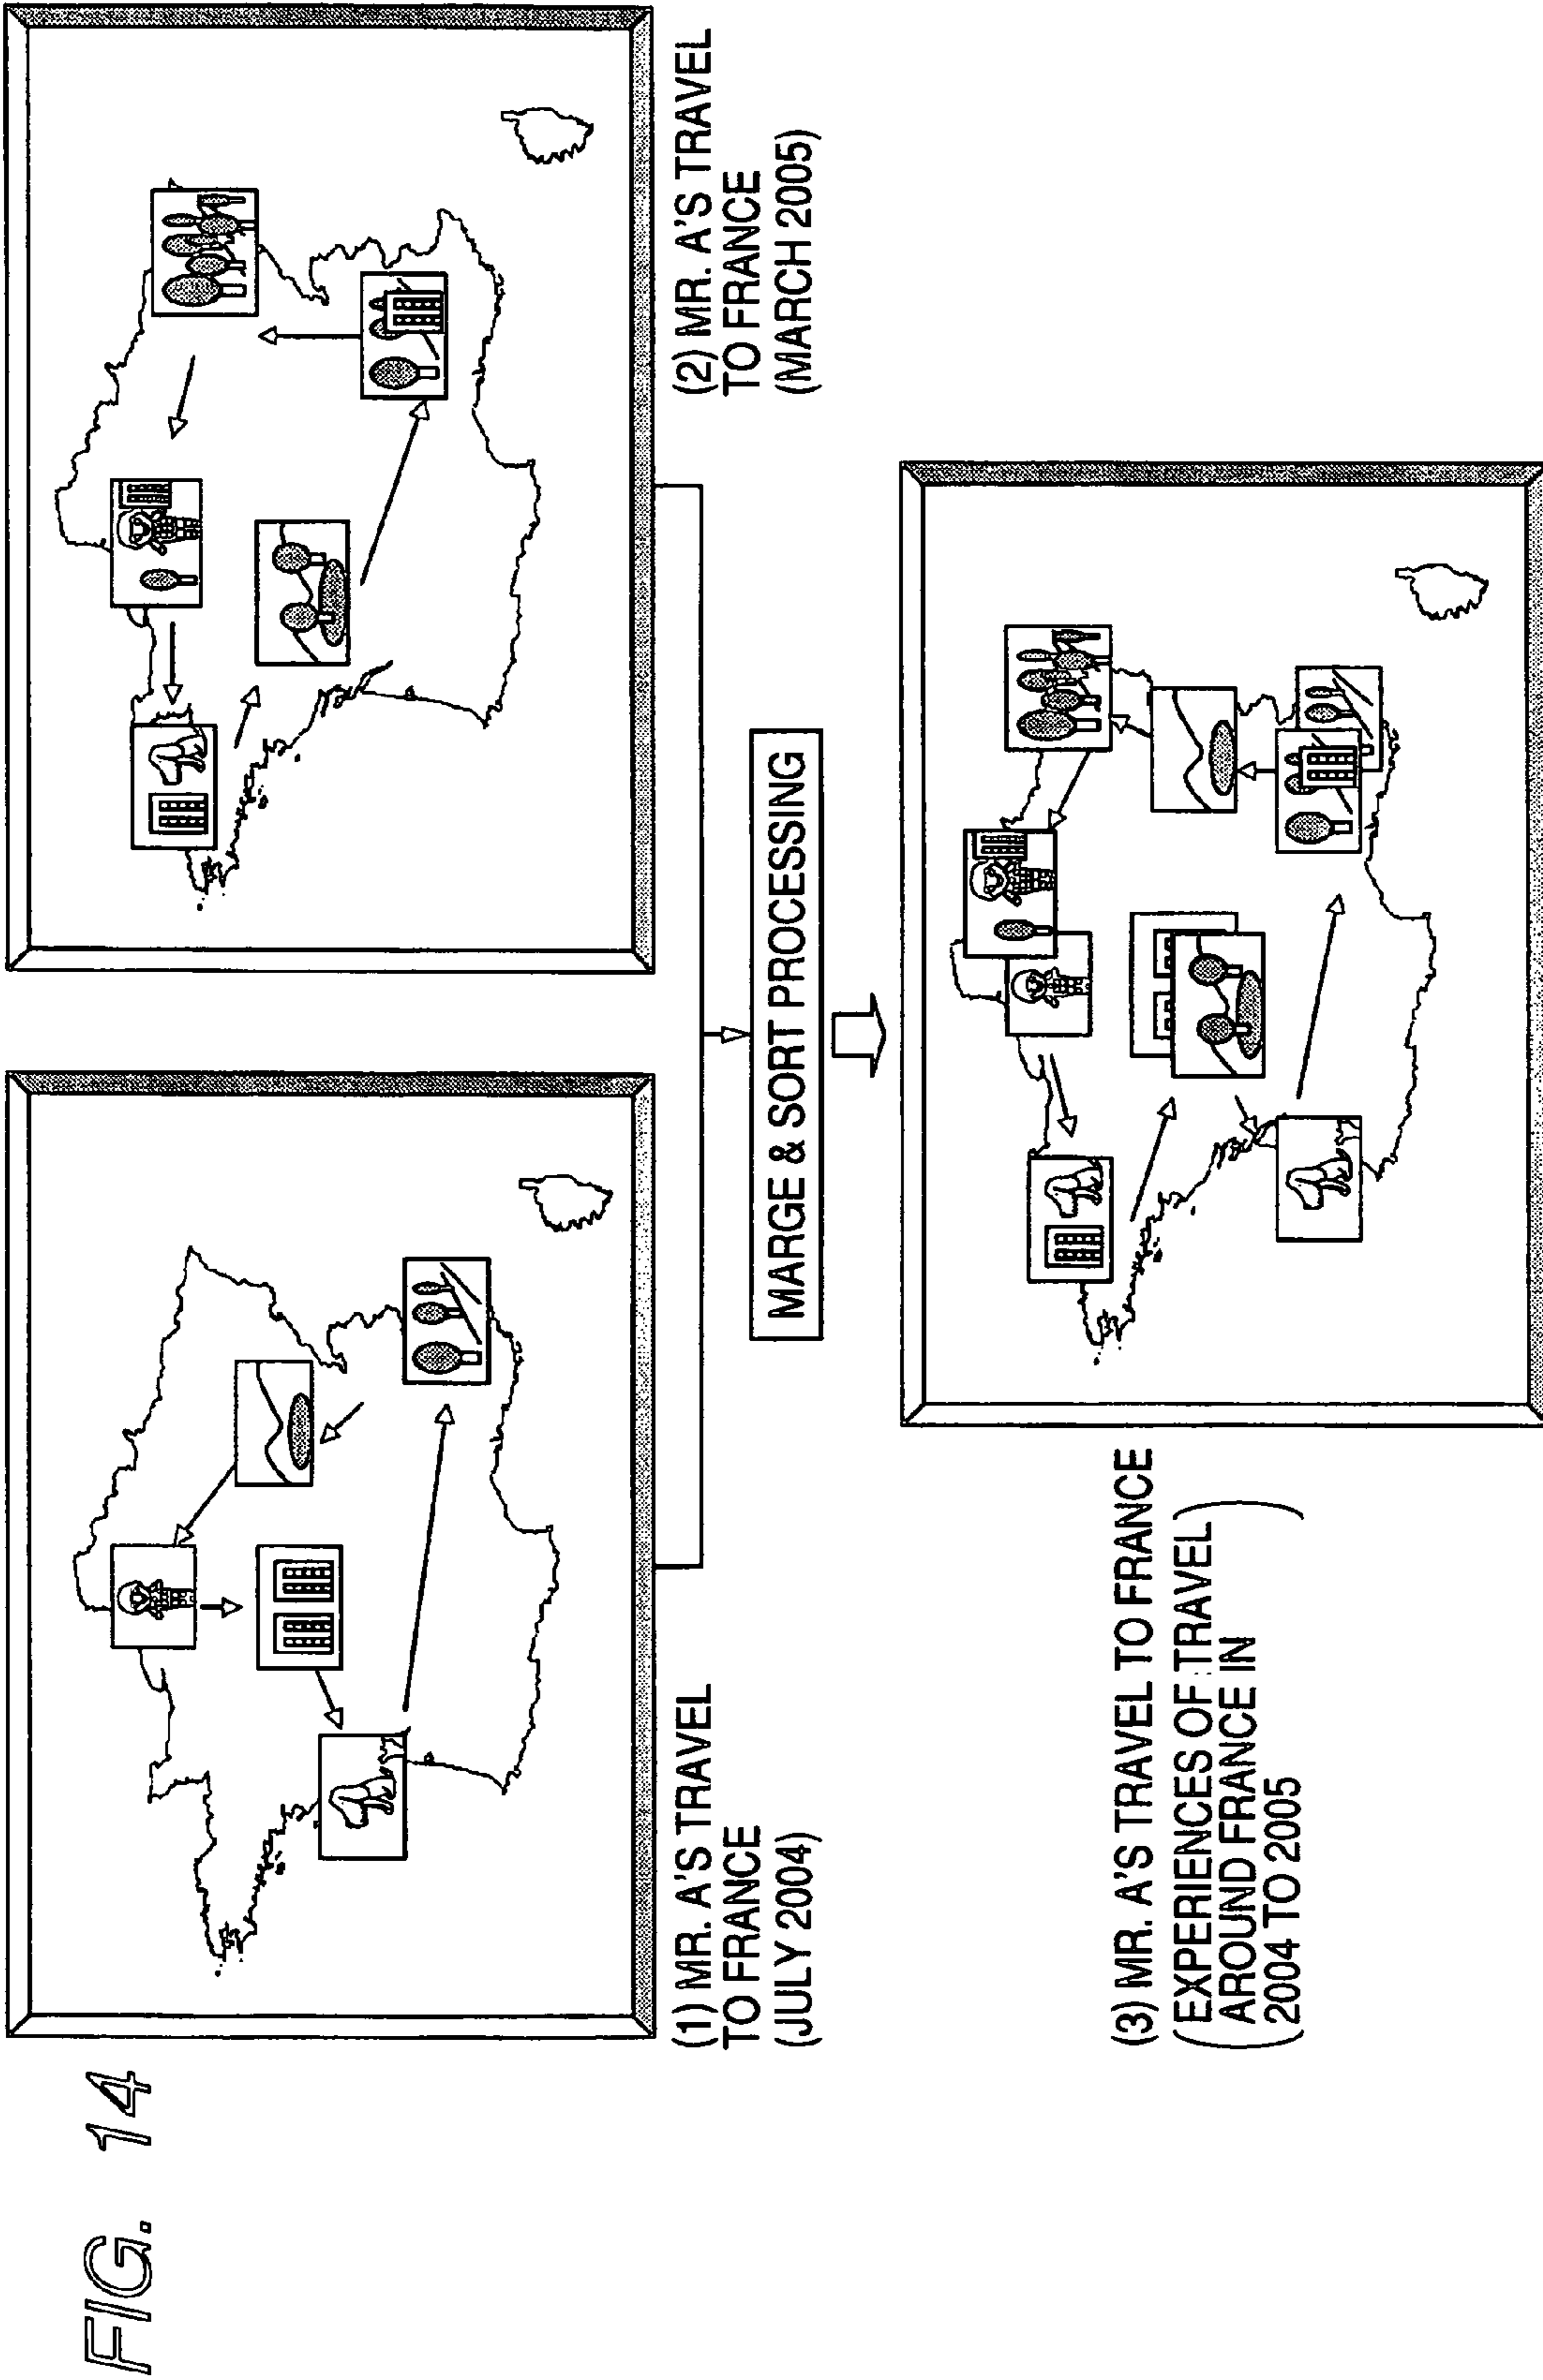 FIG. 14
(1) MR. A'S TRAVEL
TO FRANCE
(JULY 2004)
(2) MR. A'S TRAVEL
TO FRANCE
(MARCH 2005)
MARGE & SORT PROCESSING
(3) MR. A'S TRAVEL TO FRANCE
(EXPERIENCES OF TRAVEL
AROUND FRANCE IN
2004 TO 2005)